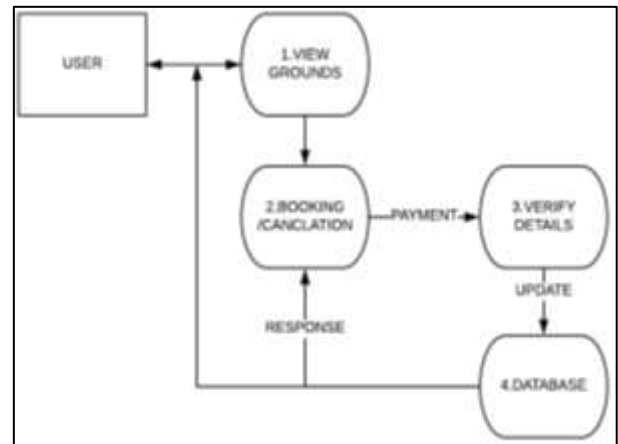 USER
1.VIEW
GROUNDS
2.BOOKING
/CANCLATION
PAYMENT
3.VERIFY
DETAILS
UPDATE
RESPONSE
4.DATABASE